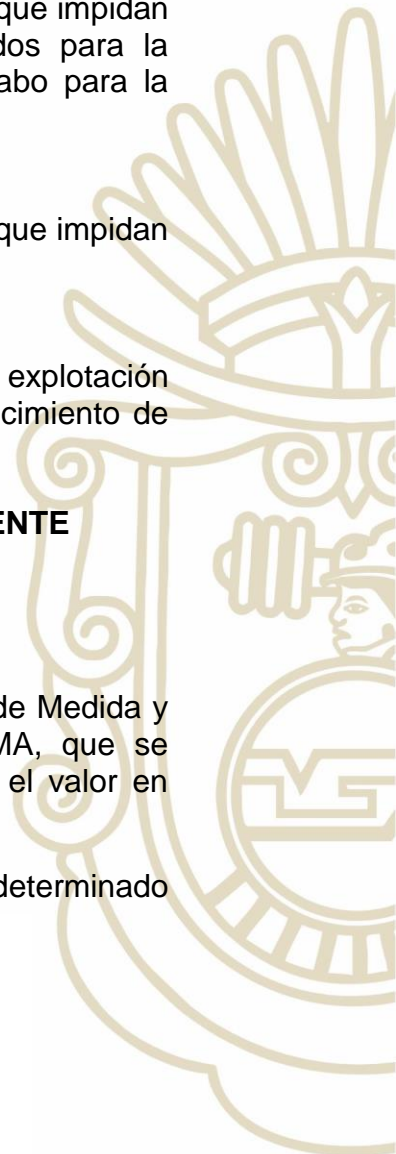 que impidan
dos para la
abo para la
que impidan
explotación
cimiento de
ENTE
de Medida y
MA, que se
el valor en
determinado